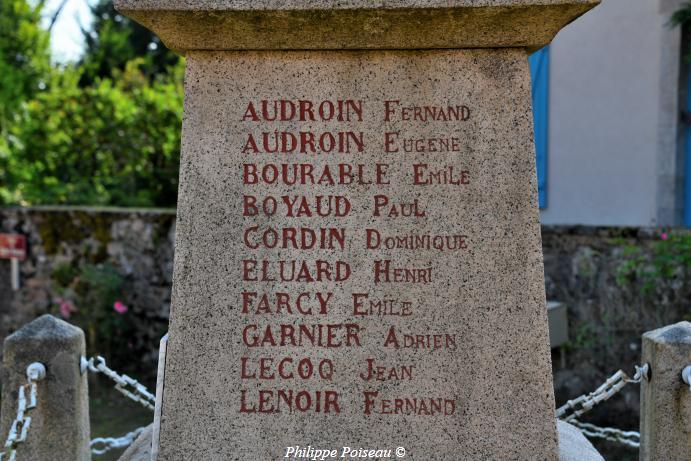 AUDROIN FERNAND
AUDROIN EUGENE
BOURABLE EMILE
BOYAUD PAUL
CORDIN DOMINIQUE
ELUARD HENRI
FARCY EMILE
GARNIER ADRIEN
LECOQ JEAN
LENOIR FERNAND
Philippe Poiseau ©